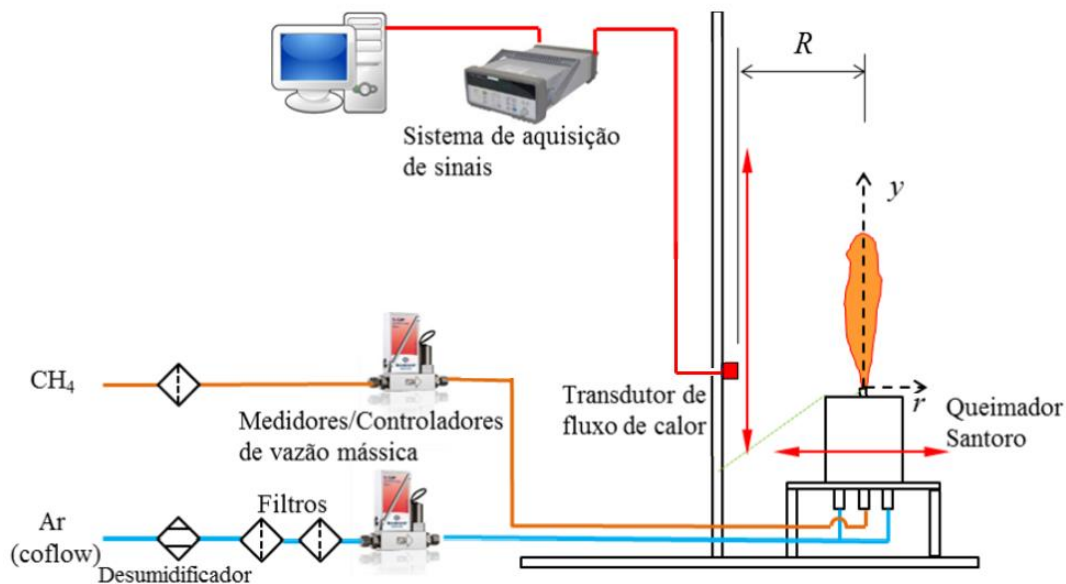 R
Sistema de aquisição
de sinais
y
CH4
Transdutor de
fluxo de calor
r
Queimador
Santoro
Medidores/Controladores
de vazão mássica
Ar
(coflow)
Filtros
Desumidificador